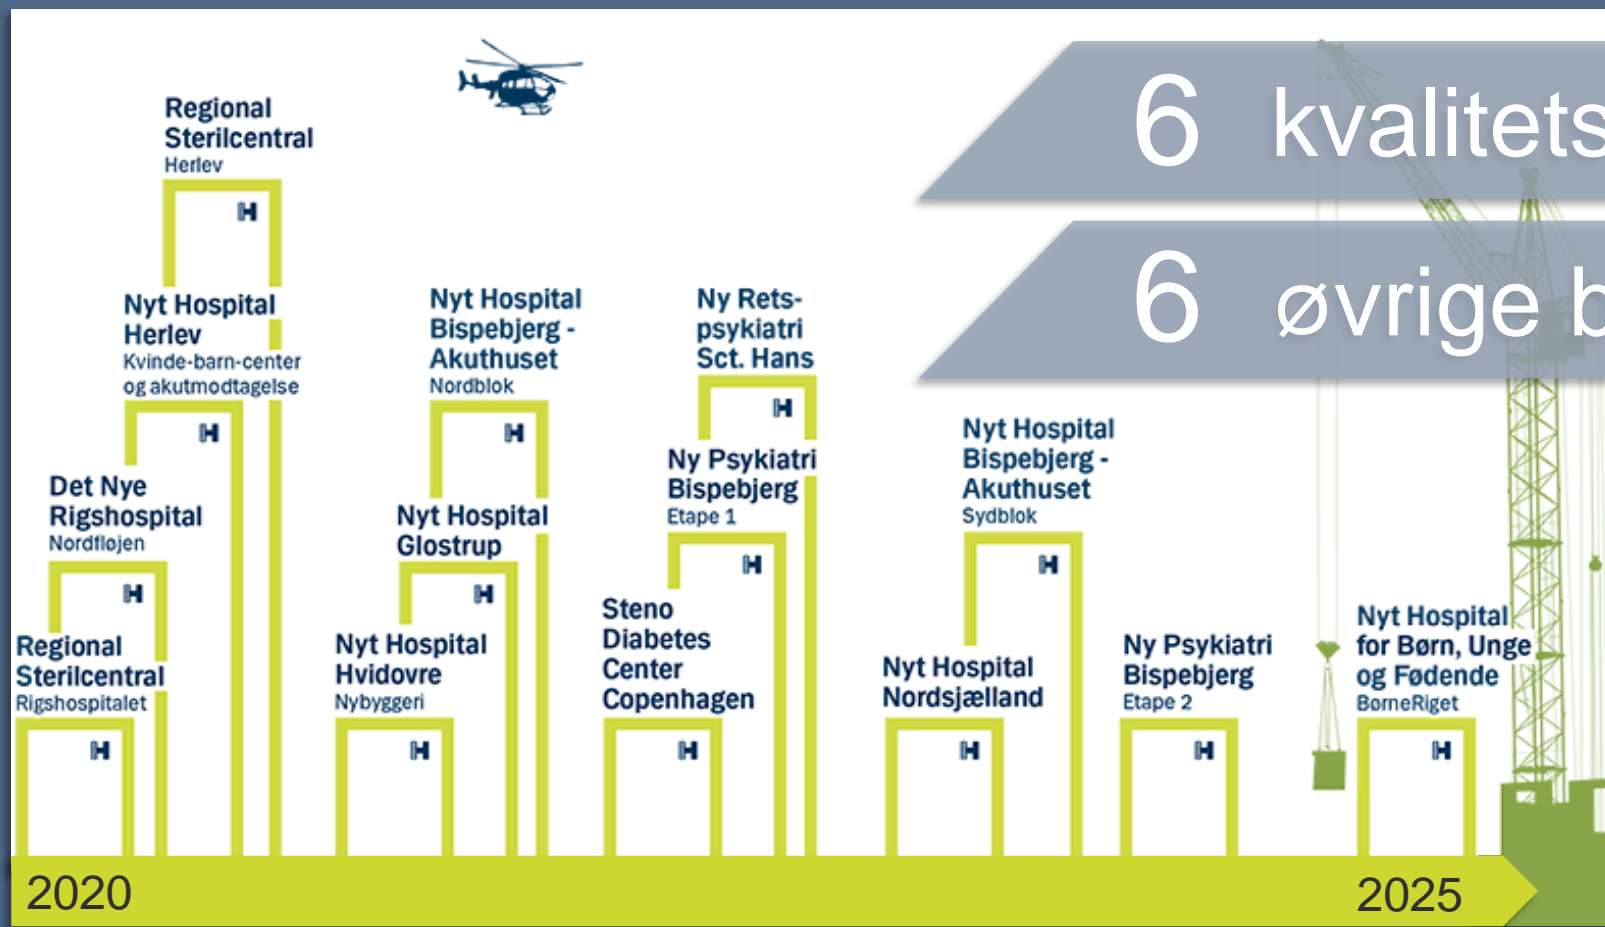 6 kvalitets
6 øvrige b
Regional
Sterilcentral
Herlev
Nyt Hospital
Herlev
Kvinde-barn-center
og akutmodtagelse
Det Nye
Rigshospital
Nordfløjen
Regional
Sterilcentral
Rigshospitalet
Nyt Hospital
Bispebjerg -
Akuthuset
Nordblok
Nyt Hospital
Glostrup
Nyt Hospital
Hvidovre
Nybyggeri
Ny Rets-
psykiatri
Sct. Hans
Ny Psykiatri
Bispebjerg
Etape 1
Steno
Diabetes
Center
Copenhagen
Nyt Hospital
Bispebjerg -
Akuthuset
Sydblok
Nyt Hospital
Nordsjælland
Ny Psykiatri
Bispebjerg
Etape 2
Nyt Hospital
for Børn, Unge
og Fødende
BørneRiget
H
H
H
H
H
H
H
H
H
H
H
H
H
2020
2025